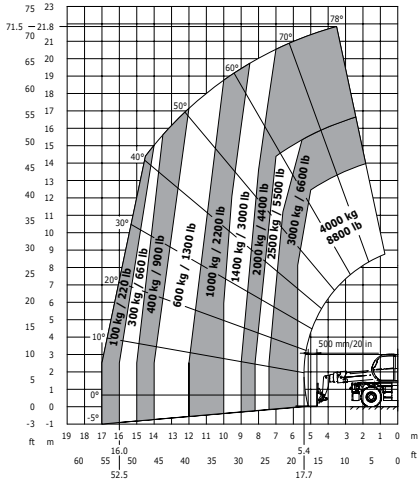 75 23
71.5 21.8
70 22
21
65 20
19
60 18
55 17
16
50 15
45 14
13
40 12
35 11
10
30 9
25 8
20 7
6
15 5
10 4
3
5 2
1
0 0
-1
ft m
78°
70°
60°
50°
40°
30°
20°
10°
0°
-5°
100 kg / 220 lb
300 kg / 660 lb
400 kg / 900 lb
600 kg / 1300 lb
1000 kg / 2200 lb
1400 kg / 3000 lb
2000 kg / 4400 lb
2500 kg / 5500 lb
3000 kg / 6600 lb
4000 kg
8800 lb
500 mm/20 in
19 18 17 16 15 14 13 12 11 10 9 8 7 6 5 4 3 2 1 0 m
16.0 5.4
60 55 50 45 40 35 30 25 20 15 10 5 0 ft
52.5 17.7